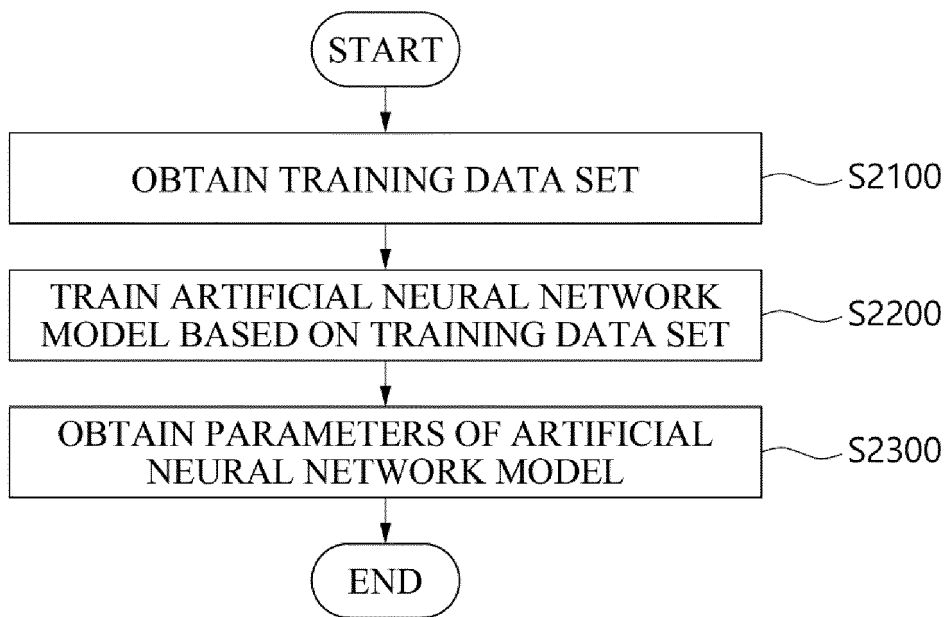 START
OBTAIN TRAINING DATA SET
S2100
TRAIN ARTIFICIAL NEURAL NETWORK
MODEL BASED ON TRAINING DATA SET
S2200
OBTAIN PARAMETERS OF ARTIFICIAL
NEURAL NETWORK MODEL
S2300
END